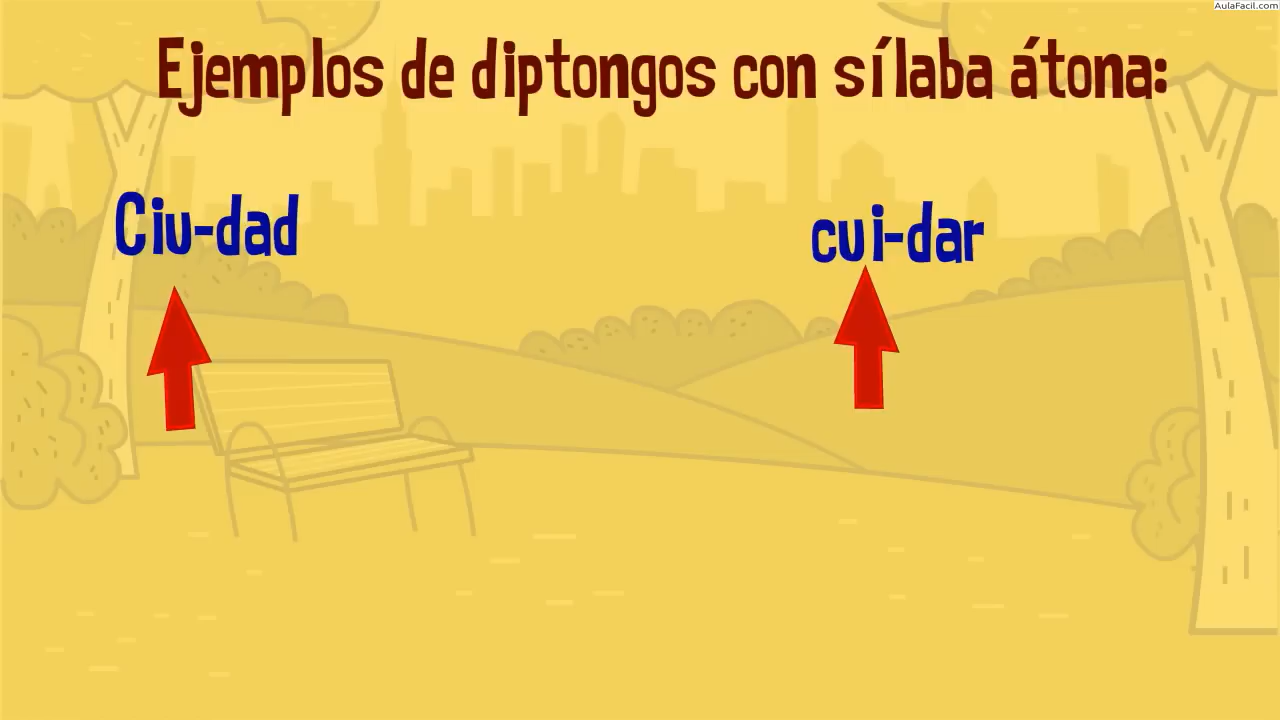 AulaFacil.com
Ejemplos de diptongos con sílaba átona:
Ciu-dad
cui-dar